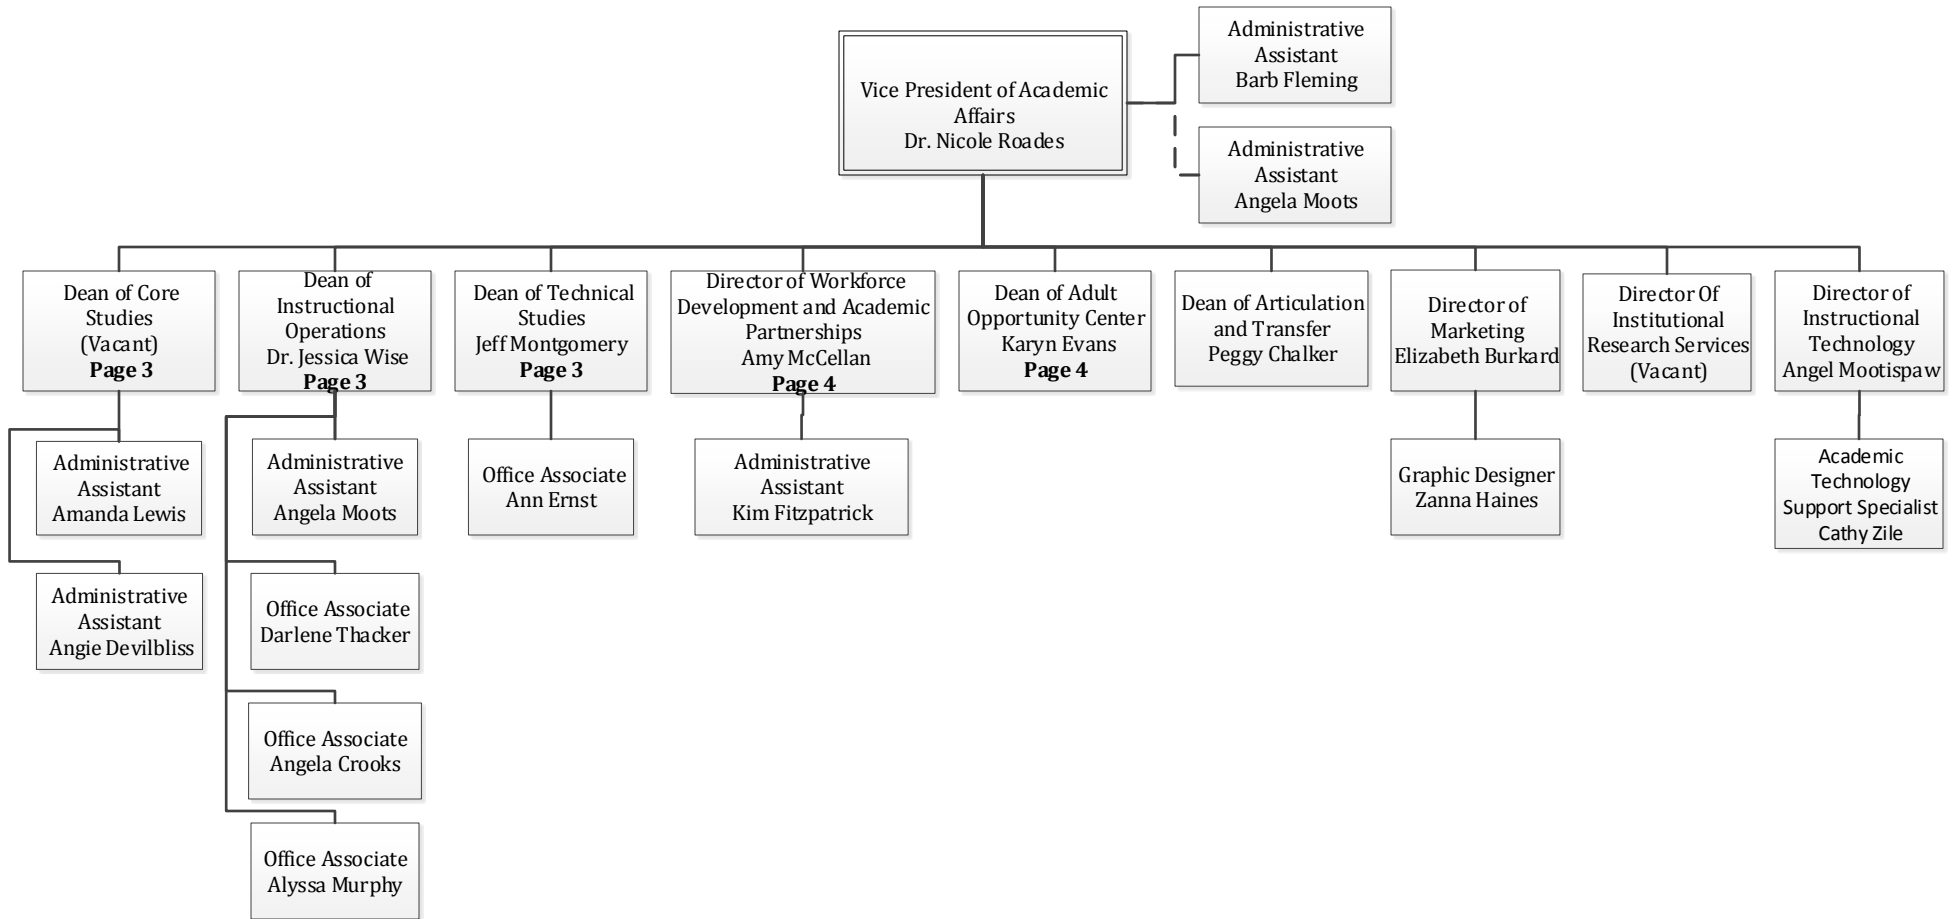 Administrative
Assistant
Barb Fleming
Vice President of Academic
Affairs
Dr. Nicole Roades
Administrative
Assistant
Angela Moots
Dean of Core
Studies
(Vacant)
Page 3
Dean of
Instructional
Operations
Dr. Jessica Wise
Page 3
Dean of Technical
Studies
Jeff Montgomery
Page 3
Director of Workforce
Development and Academic
Partnerships
Amy McCellan
Page 4
Dean of Adult
Opportunity Center
Karyn Evans
Page 4
Dean of Articulation
and Transfer
Peggy Chalker
Director of
Marketing
Elizabeth Burkard
Director Of
Institutional
Research Services
(Vacant)
Director of
Instructional
Technology
Angel Mootispaw
Administrative
Assistant
Amanda Lewis
Administrative
Assistant
Angela Moots
Office Associate
Ann Ernst
Administrative
Assistant
Kim Fitzpatrick
Graphic Designer
Zanna Haines
Academic
Technology
Support Specialist
Cathy Zile
Administrative
Assistant
Angie Devilbliss
Office Associate
Darlene Thacker
Office Associate
Angela Crooks
Office Associate
Alyssa Murphy